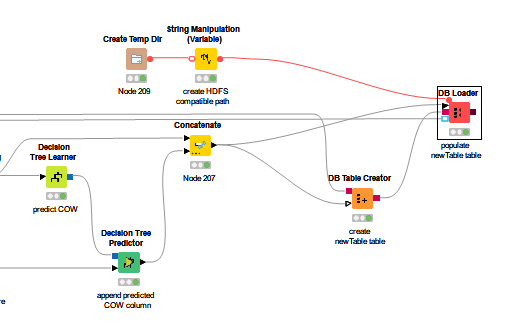 Create Temp Dir
String Manipulation
(Variable)
Node 209
create HDFS
compatible path
DB Loader
populate
newTable table
Concatenate
Node 207
Decision
Tree Learner
predict COW
DB Table Creator
create
newTable table
Decision Tree
Predictor
append predicted
COW column
re